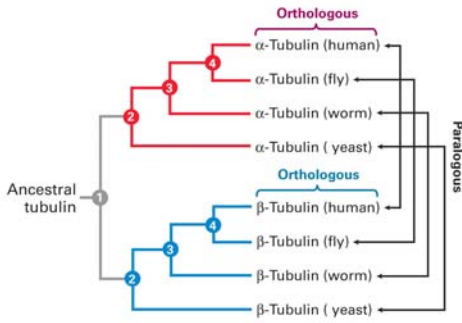 Orthologous
α-Tubulin (human)
α-Tubulin (fly)
α-Tubulin (worm)
α-Tubulin ( yeast)
Orthologous
β-Tubulin (human)
β-Tubulin (fly)
β-Tubulin (worm)
β-Tubulin ( yeast)
Ancestral
tubulin
1
2
3
4
2
3
4
Paralogous